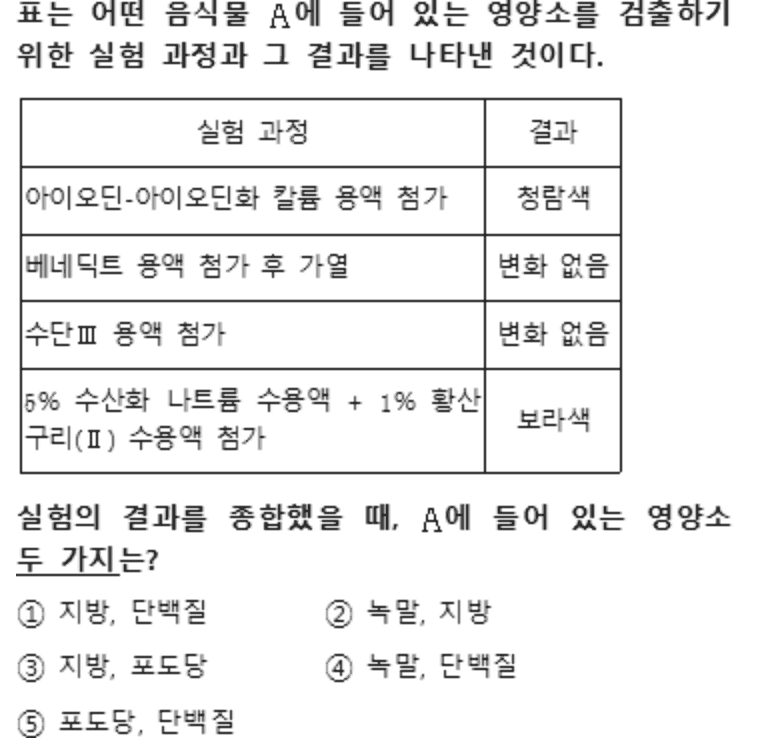 표는 어떤 음식물 A에 들어 있는 영양소를 검출하기
위한 실험 과정과 그 결과를 나타낸 것이다.
실험 과정 결과
아이오딘-아이오딘화 칼륨 용액 첨가 청람색
베네딕트 용액 첨가 후 가열 변화 없음
수단Ⅲ 용액 첨가 변화 없음
5% 수산화 나트륨 수용액 + 1% 황산
구리(Ⅱ) 수용액 첨가 보라색
실험의 결과를 종합했을 때, A에 들어 있는 영양소
두 가지는?
① 지방, 단백질 ② 녹말, 지방
③ 지방, 포도당 ④ 녹말, 단백질
⑤ 포도당, 단백질